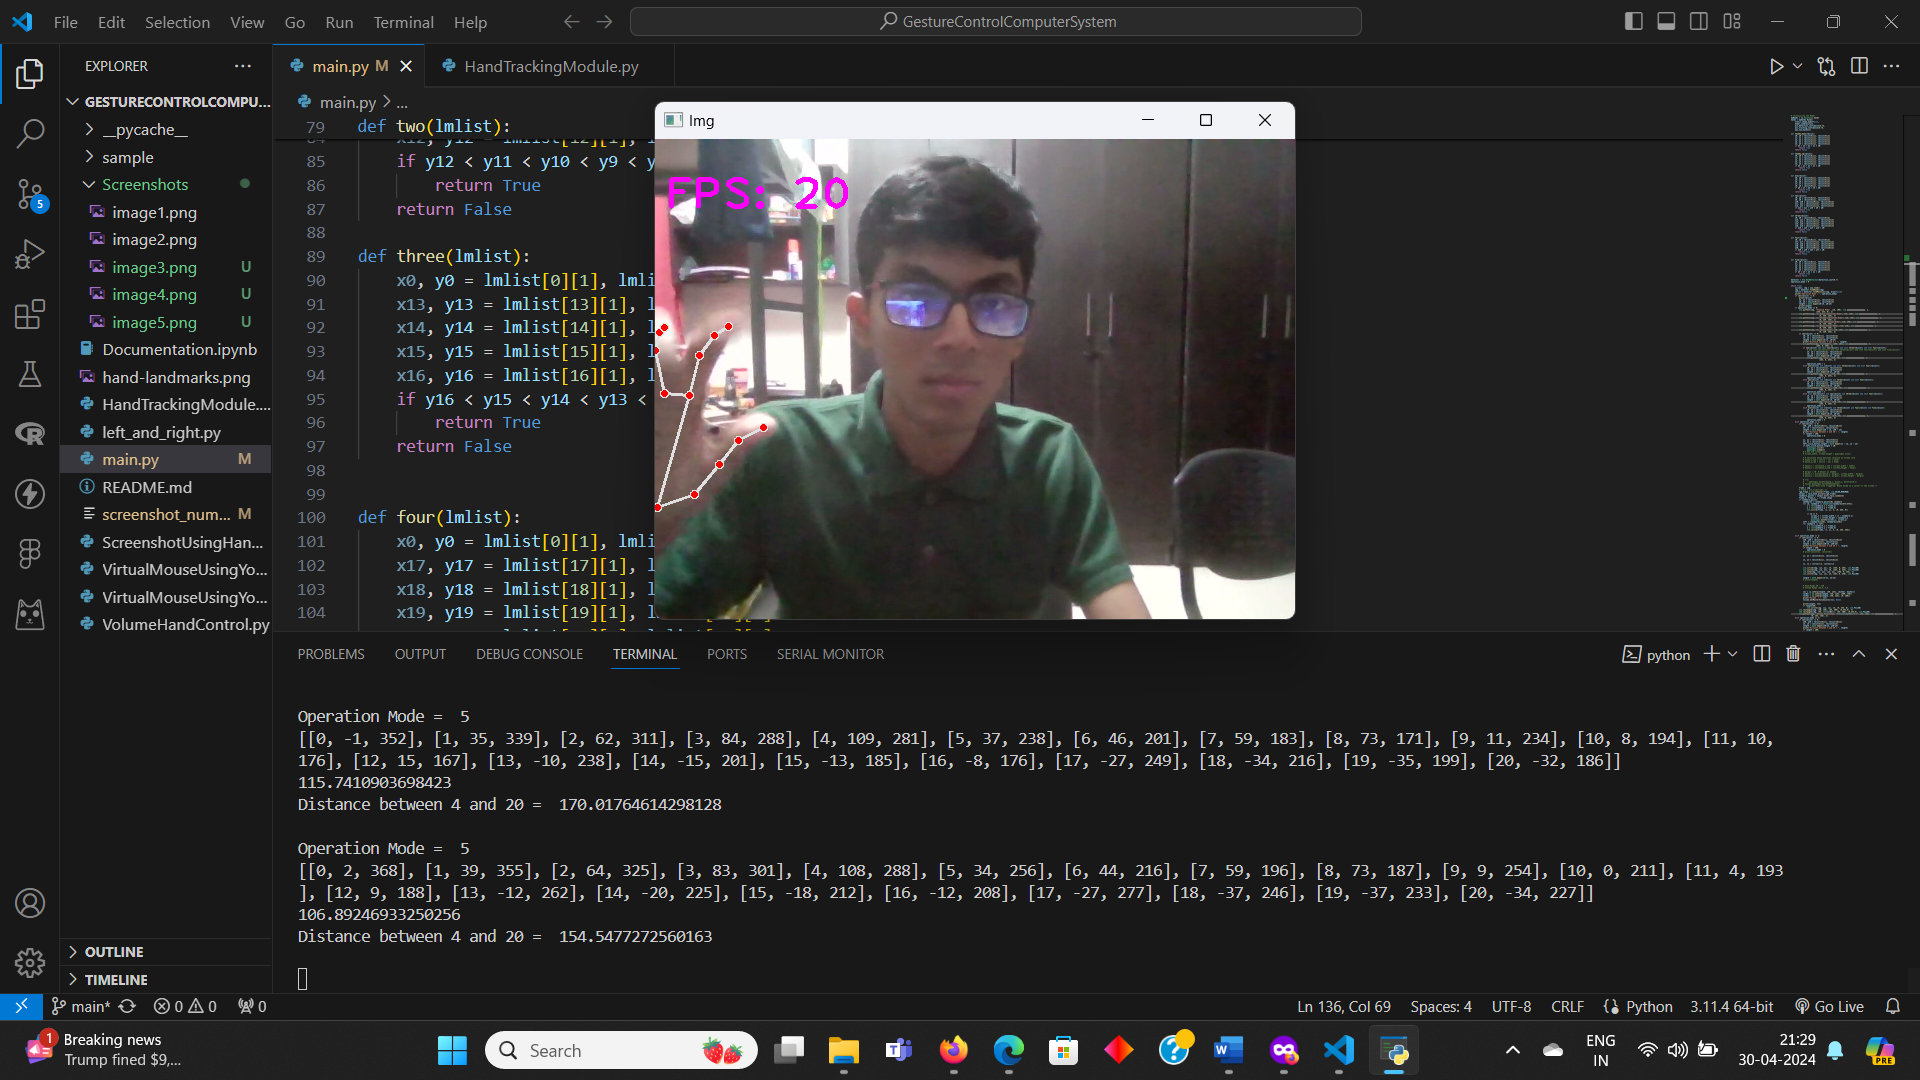 File Edit Selection View Go Run Terminal Help
GestureControlComputerSystem
EXPLORER
GESTURECONTROLCOMPU...
__pycache__
sample
Screenshots
image1.png
image2.png
image3.png U
image4.png U
image5.png U
Documentation.ipynb
hand-landmarks.png
HandTrackingModule....
left_and_right.py
main.py M
README.md
screenshot_num... M
ScreenshotUsingHan...
VirtualMouseUsingYo...
VirtualMouseUsingYo...
VolumeHandControl.py
OUTLINE
TIMELINE
5
main.py M
HandTrackingModule.py
main.py > ...
79 def two(lmlist):
85 if y12 < y11 < y10 < y9 < y
86 return True
87 return False
88
89 def three(lmlist):
90 x0, y0 = lmlist[0][1], lmli
91 x13, y13 = lmlist[13][1], l
92 x14, y14 = lmlist[14][1], l
93 x15, y15 = lmlist[15][1], l
94 x16, y16 = lmlist[16][1], l
95 if y16 < y15 < y14 < y13 <
96 return True
97 return False
98
99
100 def four(lmlist):
101 x0, y0 = lmlist[0][1], lmli
102 x17, y17 = lmlist[17][1], l
103 x18, y18 = lmlist[18][1], l
104 x19, y19 = lmlist[19][1], l
Img
FPS: 20
PROBLEMS OUTPUT DEBUG CONSOLE TERMINAL PORTS SERIAL MONITOR
python
Operation Mode =  5
[[0, -1, 352], [1, 35, 339], [2, 62, 311], [3, 84, 288], [4, 109, 281], [5, 37, 238], [6, 46, 201], [7, 59, 183], [8, 73, 171], [9, 11, 234], [10, 8, 194], [11, 10,
176], [12, 15, 167], [13, -10, 238], [14, -15, 201], [15, -13, 185], [16, -8, 176], [17, -27, 249], [18, -34, 216], [19, -35, 199], [20, -32, 186]]
115.7410903698423
Distance between 4 and 20 =  170.01764614298128
Operation Mode =  5
[[0, 2, 368], [1, 39, 355], [2, 64, 325], [3, 83, 301], [4, 108, 288], [5, 34, 256], [6, 44, 216], [7, 59, 196], [8, 73, 187], [9, 9, 254], [10, 0, 211], [11, 4, 193
], [12, 9, 188], [13, -12, 262], [14, -20, 225], [15, -18, 212], [16, -12, 208], [17, -27, 277], [18, -37, 246], [19, -37, 233], [20, -34, 227]]
106.89246933250256
Distance between 4 and 20 =  154.5477272560163
main* 0 0 0
Ln 136, Col 69 Spaces: 4 UTF-8 CRLF Python 3.11.4 64-bit Go Live
1
Breaking news
Trump fined $9,...
Search
PRE
ENG
IN
21:29
30-04-2024